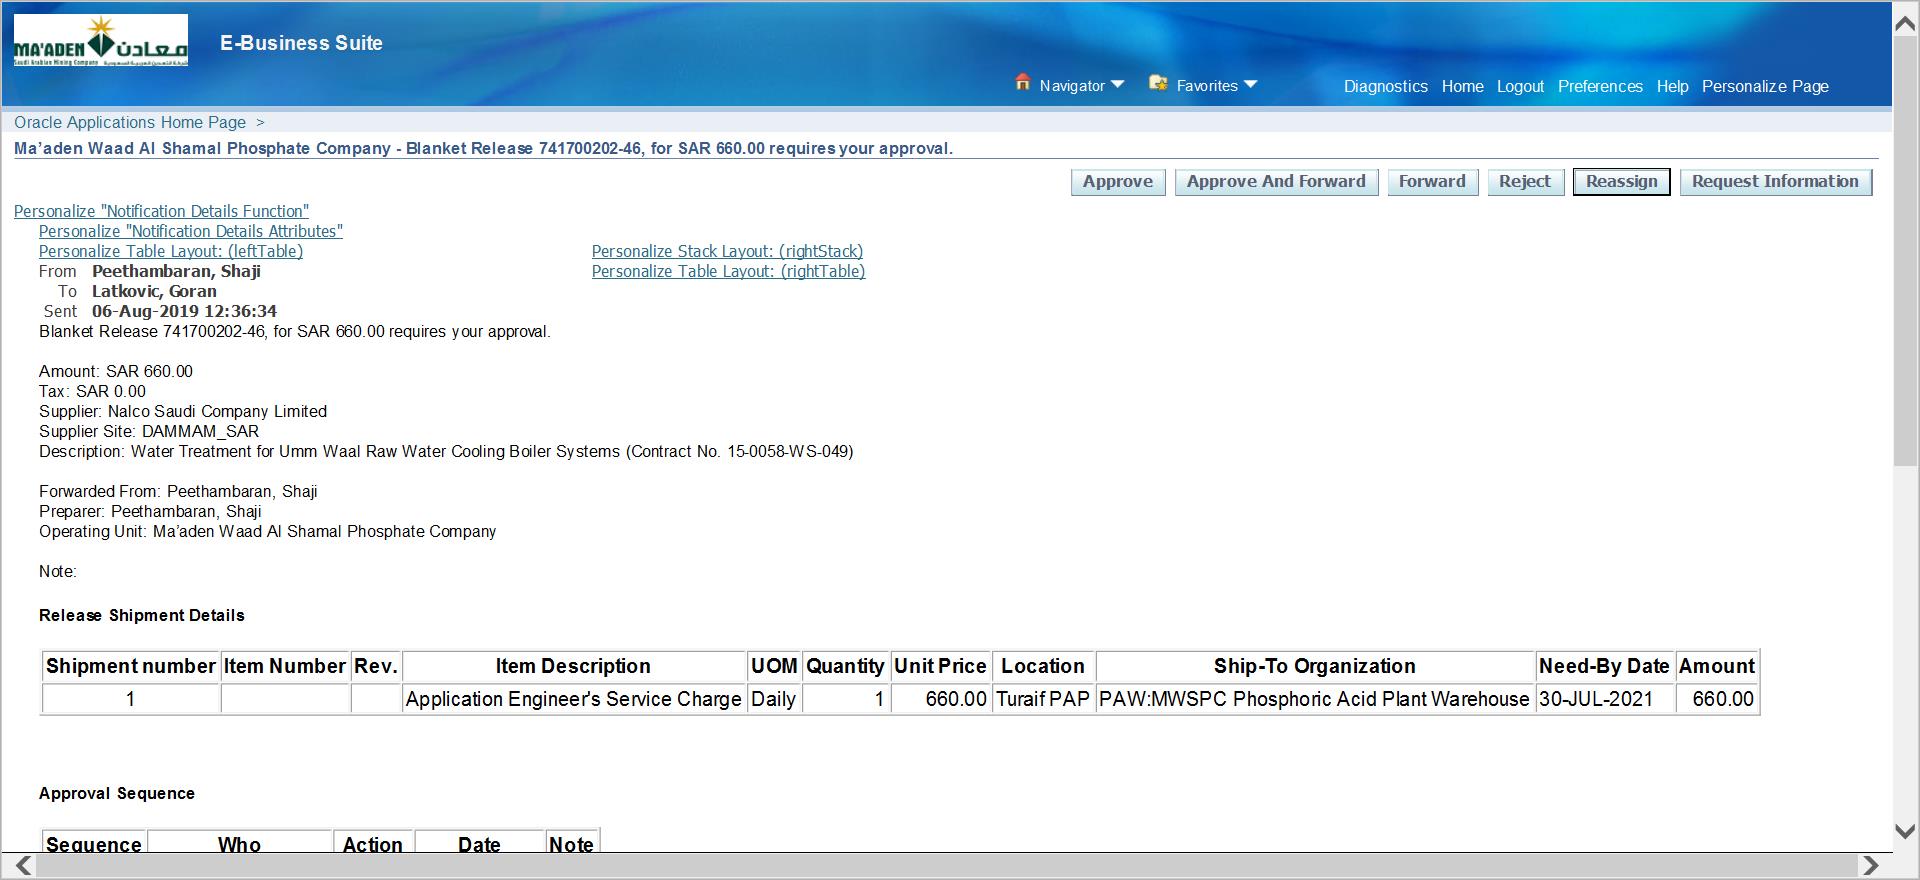 MA'ADEN معادن
Saudi Arabian Mining Company شركة التعدين العربية السعودية
E-Business Suite
Navigator Favorites Diagnostics Home Logout Preferences Help Personalize Page
Oracle Applications Home Page >
Ma'aden Waad Al Shamal Phosphate Company - Blanket Release 741700202-46, for SAR 660.00 requires your approval.
Approve Approve And Forward Forward Reject Reassign Request Information
Personalize "Notification Details Function"
Personalize "Notification Details Attributes"
Personalize Table Layout: (leftTable) Personalize Stack Layout: (rightStack)
From Peethambaran, Shaji Personalize Table Layout: (rightTable)
To Latkovic, Goran
Sent 06-Aug-2019 12:36:34
Blanket Release 741700202-46, for SAR 660.00 requires your approval.
Amount: SAR 660.00
Tax: SAR 0.00
Supplier: Nalco Saudi Company Limited
Supplier Site: DAMMAM_SAR
Description: Water Treatment for Umm Waal Raw Water Cooling Boiler Systems (Contract No. 15-0058-WS-049)
Forwarded From: Peethambaran, Shaji
Preparer: Peethambaran, Shaji
Operating Unit: Ma'aden Waad Al Shamal Phosphate Company
Note:
Release Shipment Details
Shipment number Item Number Rev. Item Description UOM Quantity Unit Price Location Ship-To Organization Need-By Date Amount
1 Application Engineer's Service Charge Daily 1 660.00 Turaif PAP PAW:MWSPC Phosphoric Acid Plant Warehouse 30-JUL-2021 660.00
Approval Sequence
Sequence Who Action Date Note